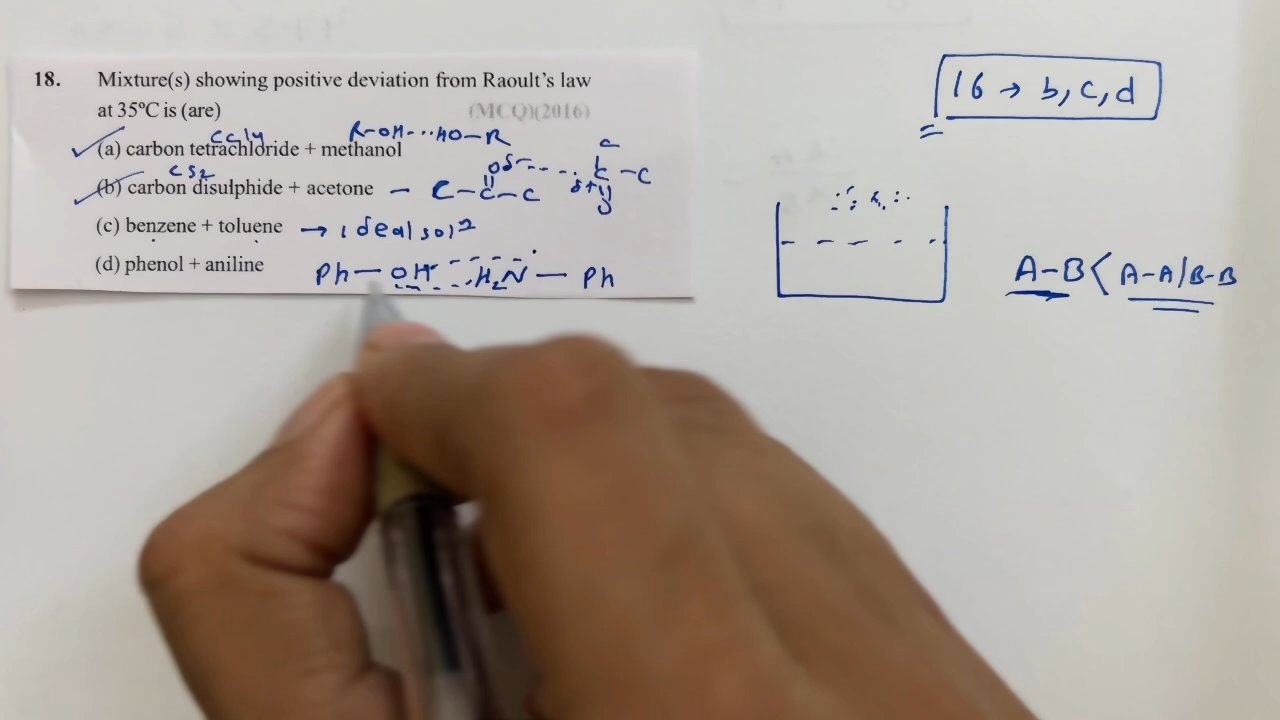 18. Mixture(s) showing positive deviation from Raoult's law
at 35ºC is (are) (MCQ)(2016)
CCl4 R-OH---HO-R
(a) carbon tetrachloride + methanol
CS2
(b) carbon disulphide + acetone – C-C-C
(c) benzene + toluene → ideal sol
(d) phenol + aniline Ph-OH H2N-Ph
16 → b, c, d
A-B < A-A/B-B